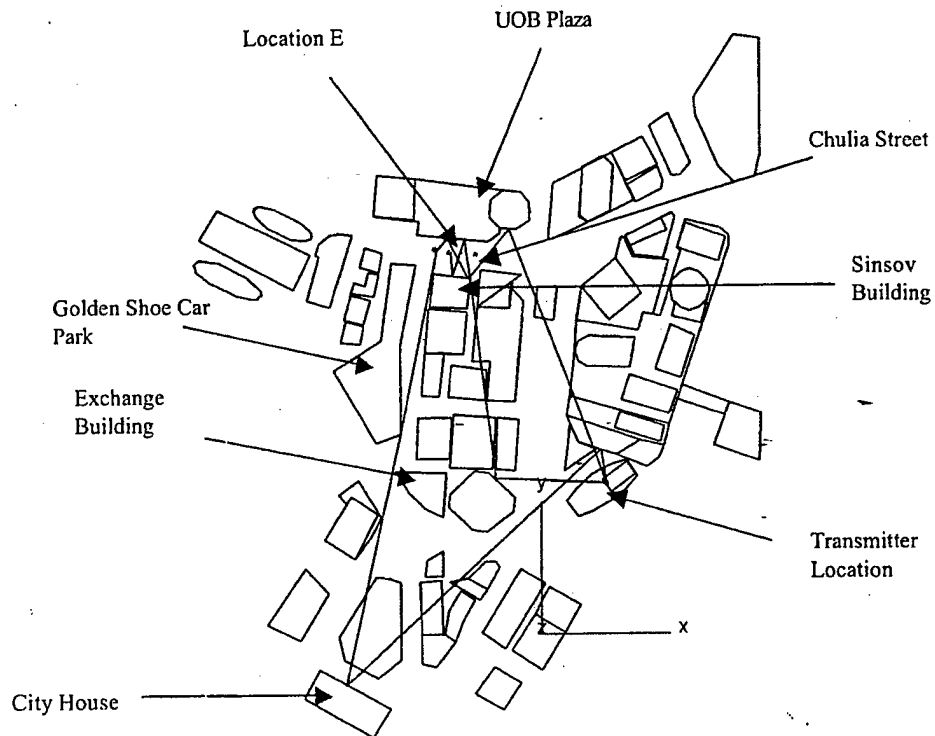 UOB Plaza
Location E
Chulia Street
Sinsov
Building
Golden Shoe Car
Park
Exchange
Building
y
Transmitter
Location
x
z
City House